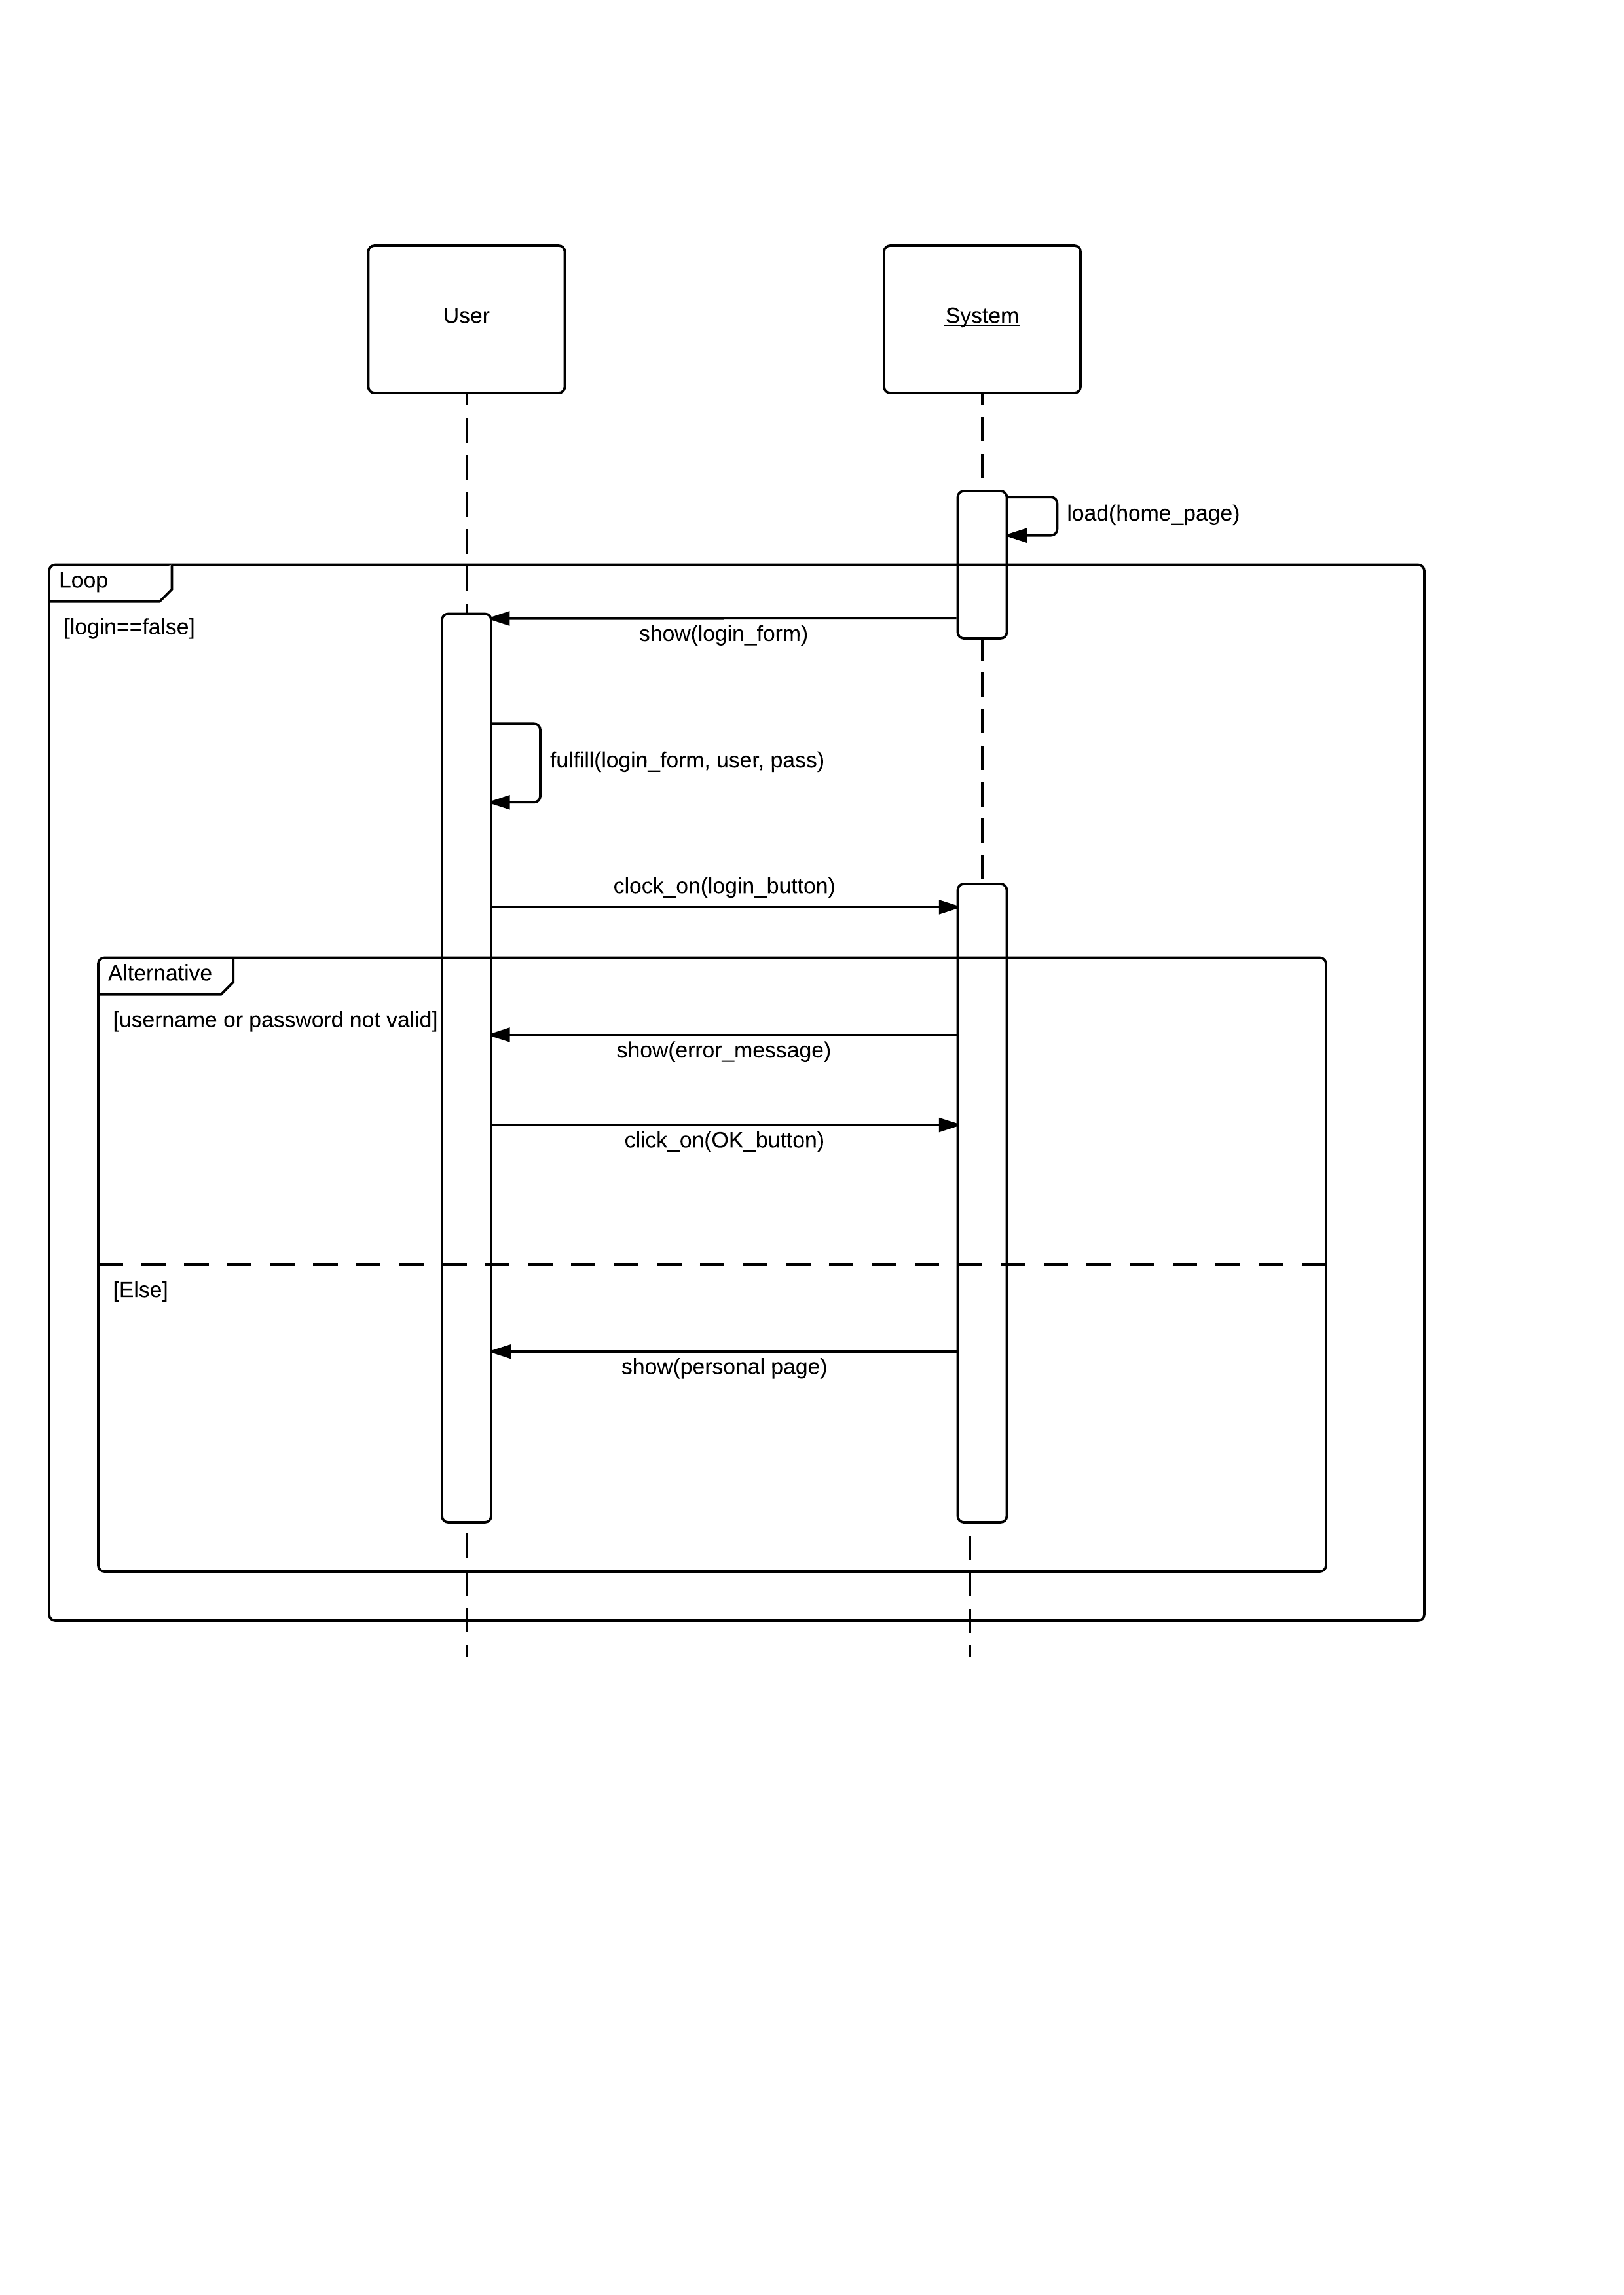 User
System
load(home_page)
Loop
[login==false]
show(login_form)
fulfill(login_form, user, pass)
clock_on(login_button)
Alternative
[username or password not valid]
show(error_message)
click_on(OK_button)
[Else]
show(personal page)